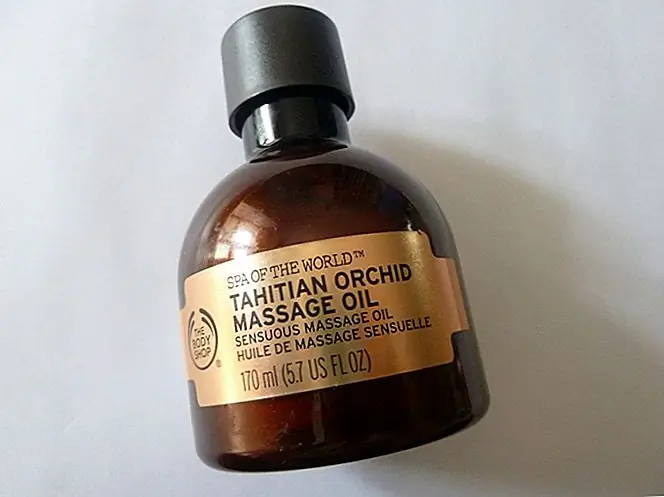 SPA OF THE WORLD™
TAHITIAN ORCHID
MASSAGE OIL
SENSUOUS MASSAGE OIL
HUILE DE MASSAGE SENSUELLE
170 ml (5.7 US FL OZ)
THE
BODY
SHOP
®